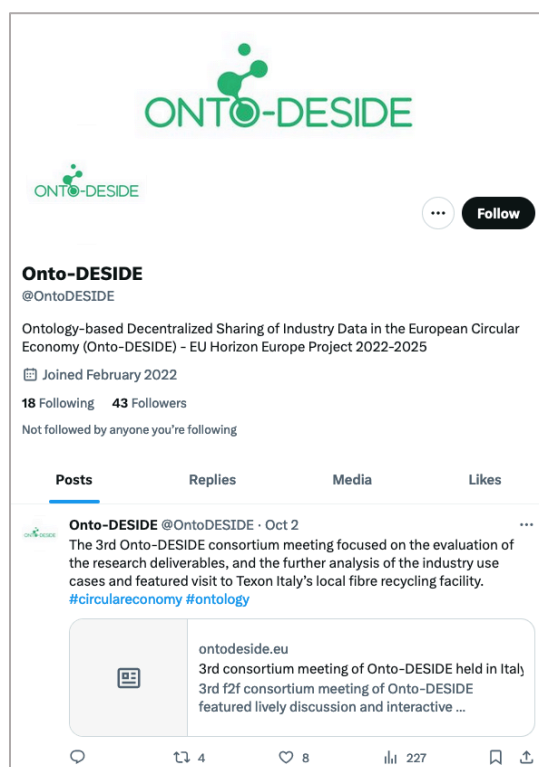 ONTO-DESIDE
ONTO-DESIDE
Follow
Onto-DESIDE
@OntoDESIDE
Ontology-based Decentralized Sharing of Industry Data in the European Circular
Economy (Onto-DESIDE) - EU Horizon Europe Project 2022-2025
Joined February 2022
18 Following 43 Followers
Not followed by anyone you're following
Posts Replies Media Likes
ONTO-DESIDE
Onto-DESIDE @OntoDESIDE · Oct 2
The 3rd Onto-DESIDE consortium meeting focused on the evaluation of
the research deliverables, and the further analysis of the industry use
cases and featured visit to Texon Italy's local fibre recycling facility.
#circulareconomy #ontology
ontodeside.eu
3rd consortium meeting of Onto-DESIDE held in Italy
3rd f2f consortium meeting of Onto-DESIDE
featured lively discussion and interactive ...
4 8 227